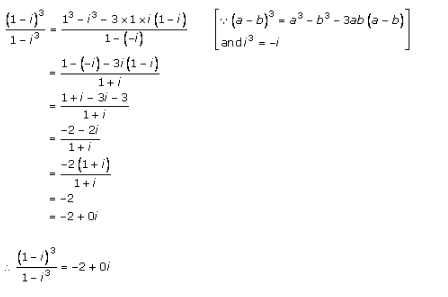 (1-i)³/(1-i³) = (1³-i³-3×1×i(1-i))/(1-(-i)) [∵ (a-b)³ = a³-b³-3ab(a-b) and i³ = -i]
= (1-(-i)-3i(1-i))/(1+i)
= (1+i-3i-3)/(1+i)
= (-2-2i)/(1+i)
= (-2(1+i))/(1+i)
= -2
= -2+0i
∴ (1-i)³/(1-i³) = -2+0i